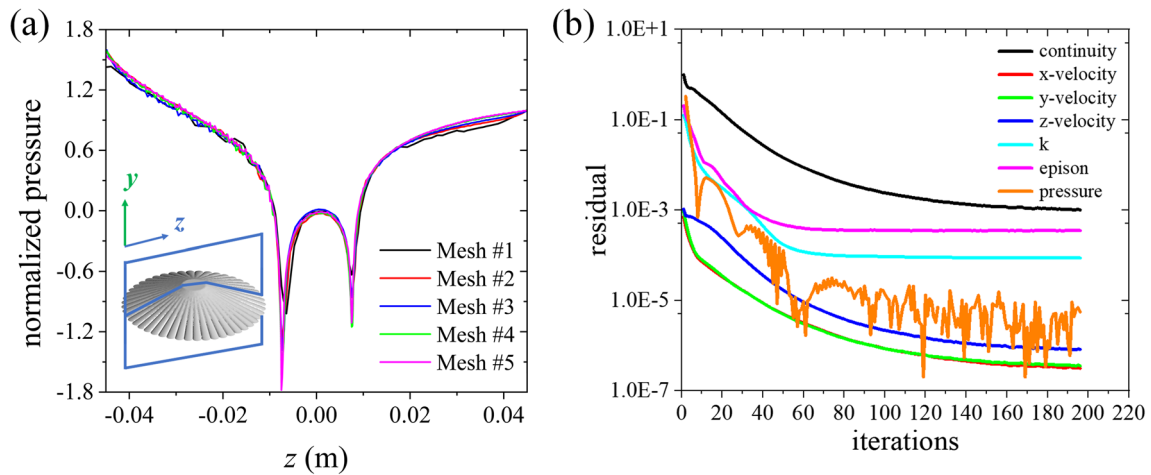 (a)
normalized pressure
1.8
1.2
0.6
0.0
-0.6
-1.2
-1.8
-0.04
-0.02
0.00
0.02
0.04
z (m)
y
z
Mesh #1
Mesh #2
Mesh #3
Mesh #4
Mesh #5
(b)
residual
1.0E+1
1.0E-1
1.0E-3
1.0E-5
1.0E-7
0 20 40 60 80 100 120 140 160 180 200 220
iterations
continuity
x-velocity
y-velocity
z-velocity
k
epison
pressure